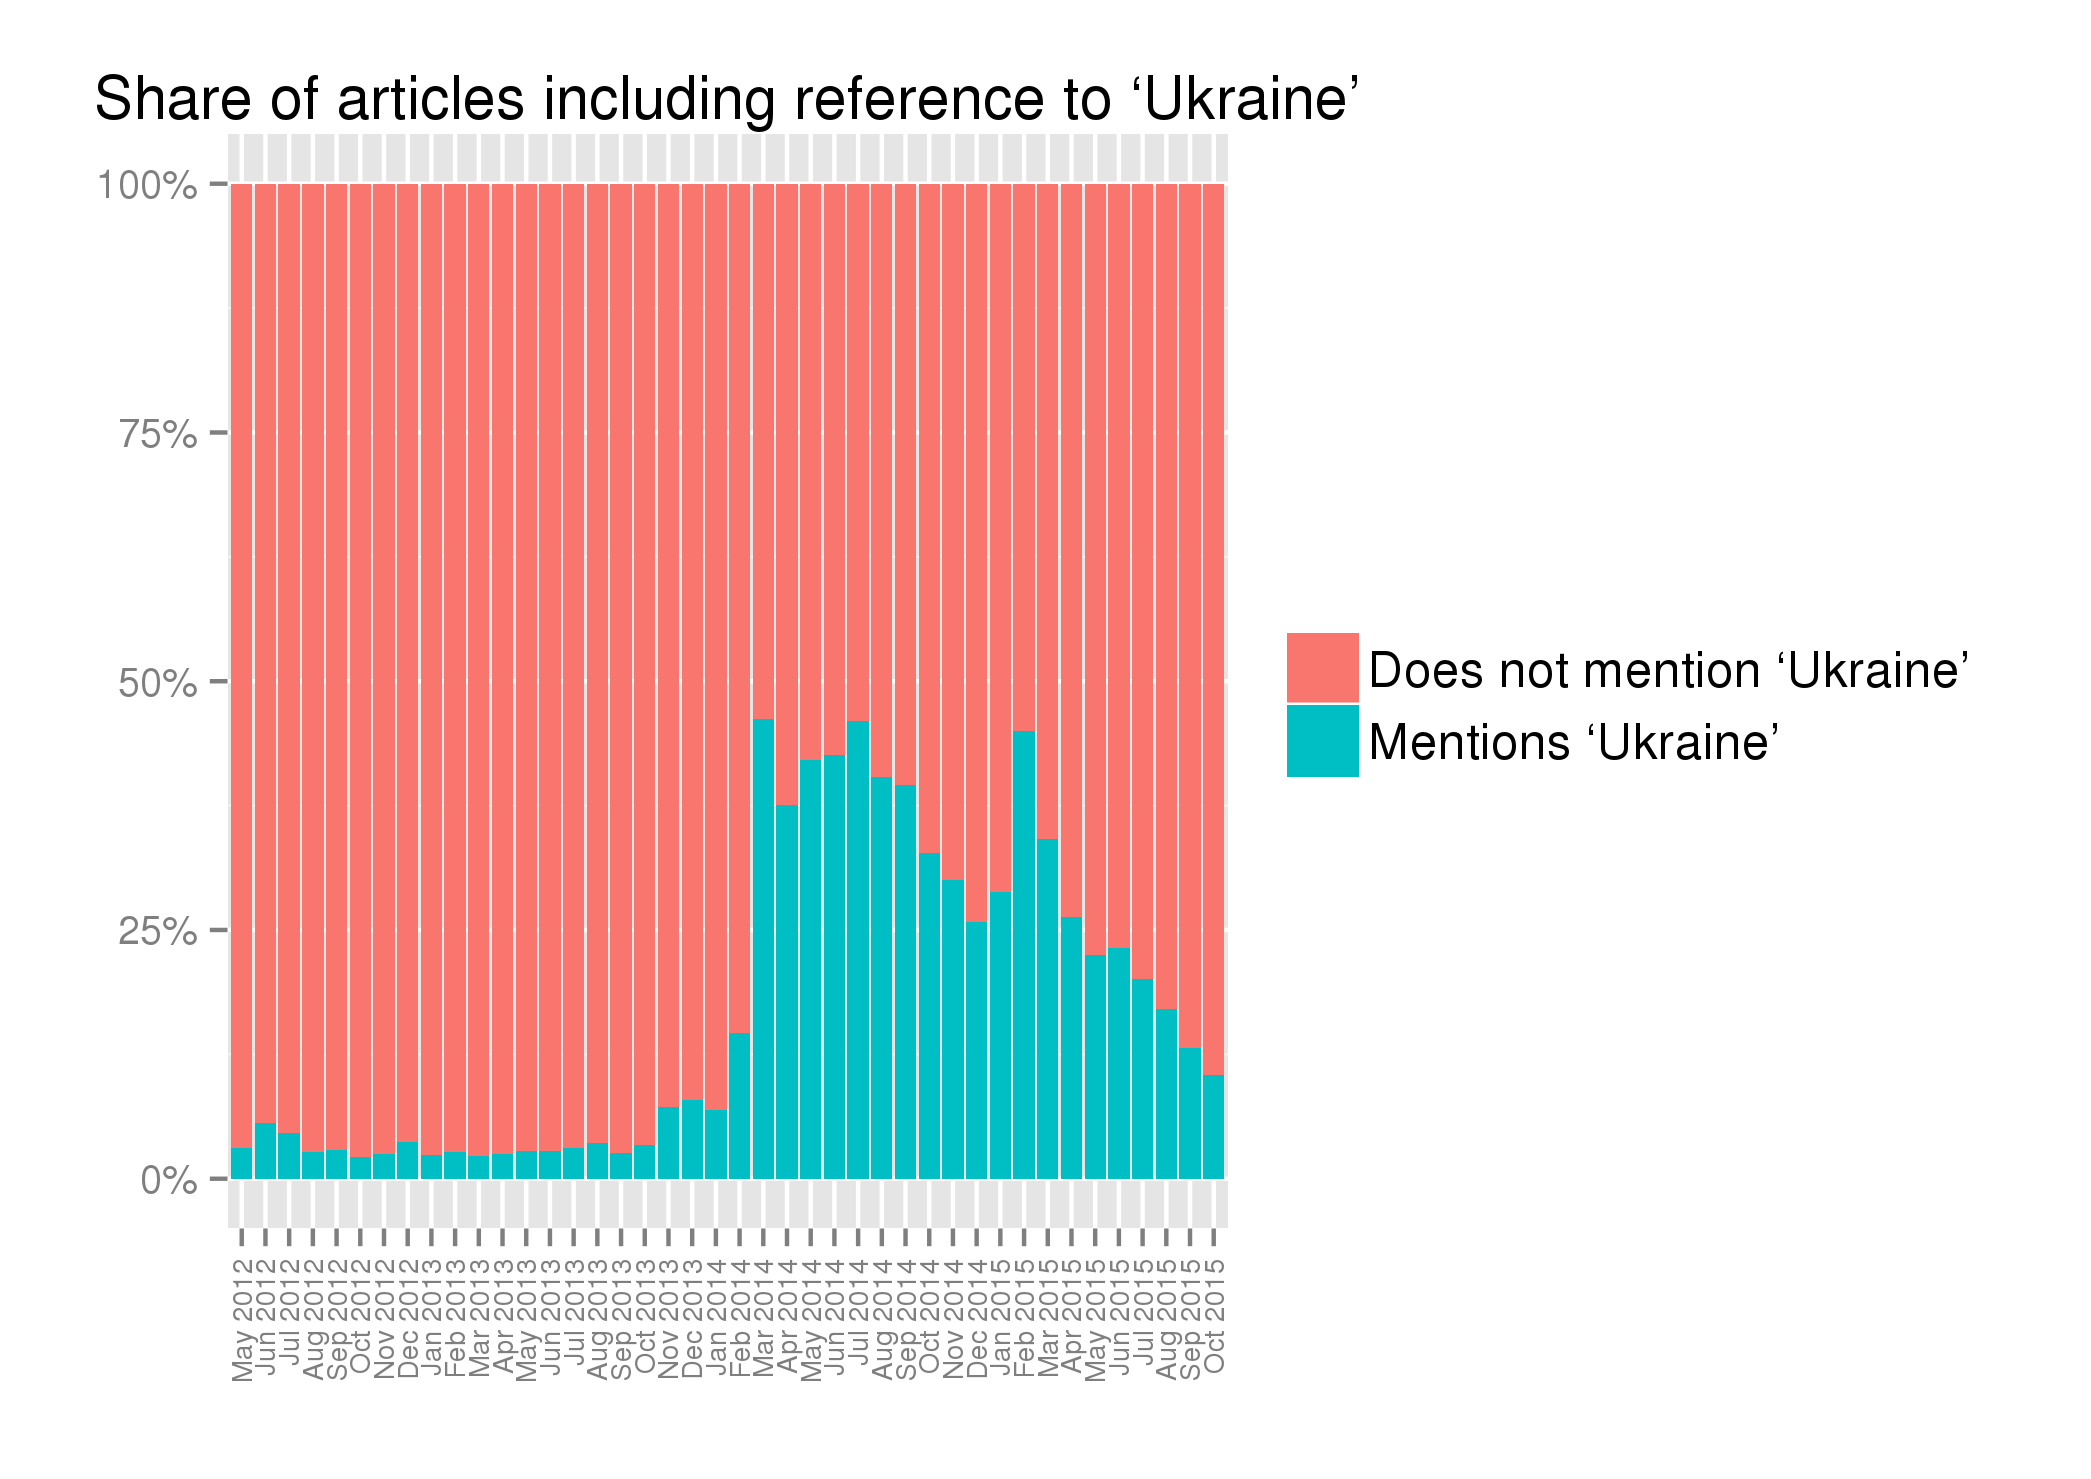 Share of articles including reference to ‘Ukraine’
100%
75%
50%
25%
0%
Does not mention ‘Ukraine’
Mentions ‘Ukraine’
May 2012
Jun 2012
Jul 2012
Aug 2012
Sep 2012
Oct 2012
Nov 2012
Dec 2012
Jan 2013
Feb 2013
Mar 2013
Apr 2013
May 2013
Jun 2013
Jul 2013
Aug 2013
Sep 2013
Oct 2013
Nov 2013
Dec 2013
Jan 2014
Feb 2014
Mar 2014
Apr 2014
May 2014
Jun 2014
Jul 2014
Aug 2014
Sep 2014
Oct 2014
Nov 2014
Dec 2014
Jan 2015
Feb 2015
Mar 2015
Apr 2015
May 2015
Jun 2015
Jul 2015
Aug 2015
Sep 2015
Oct 2015